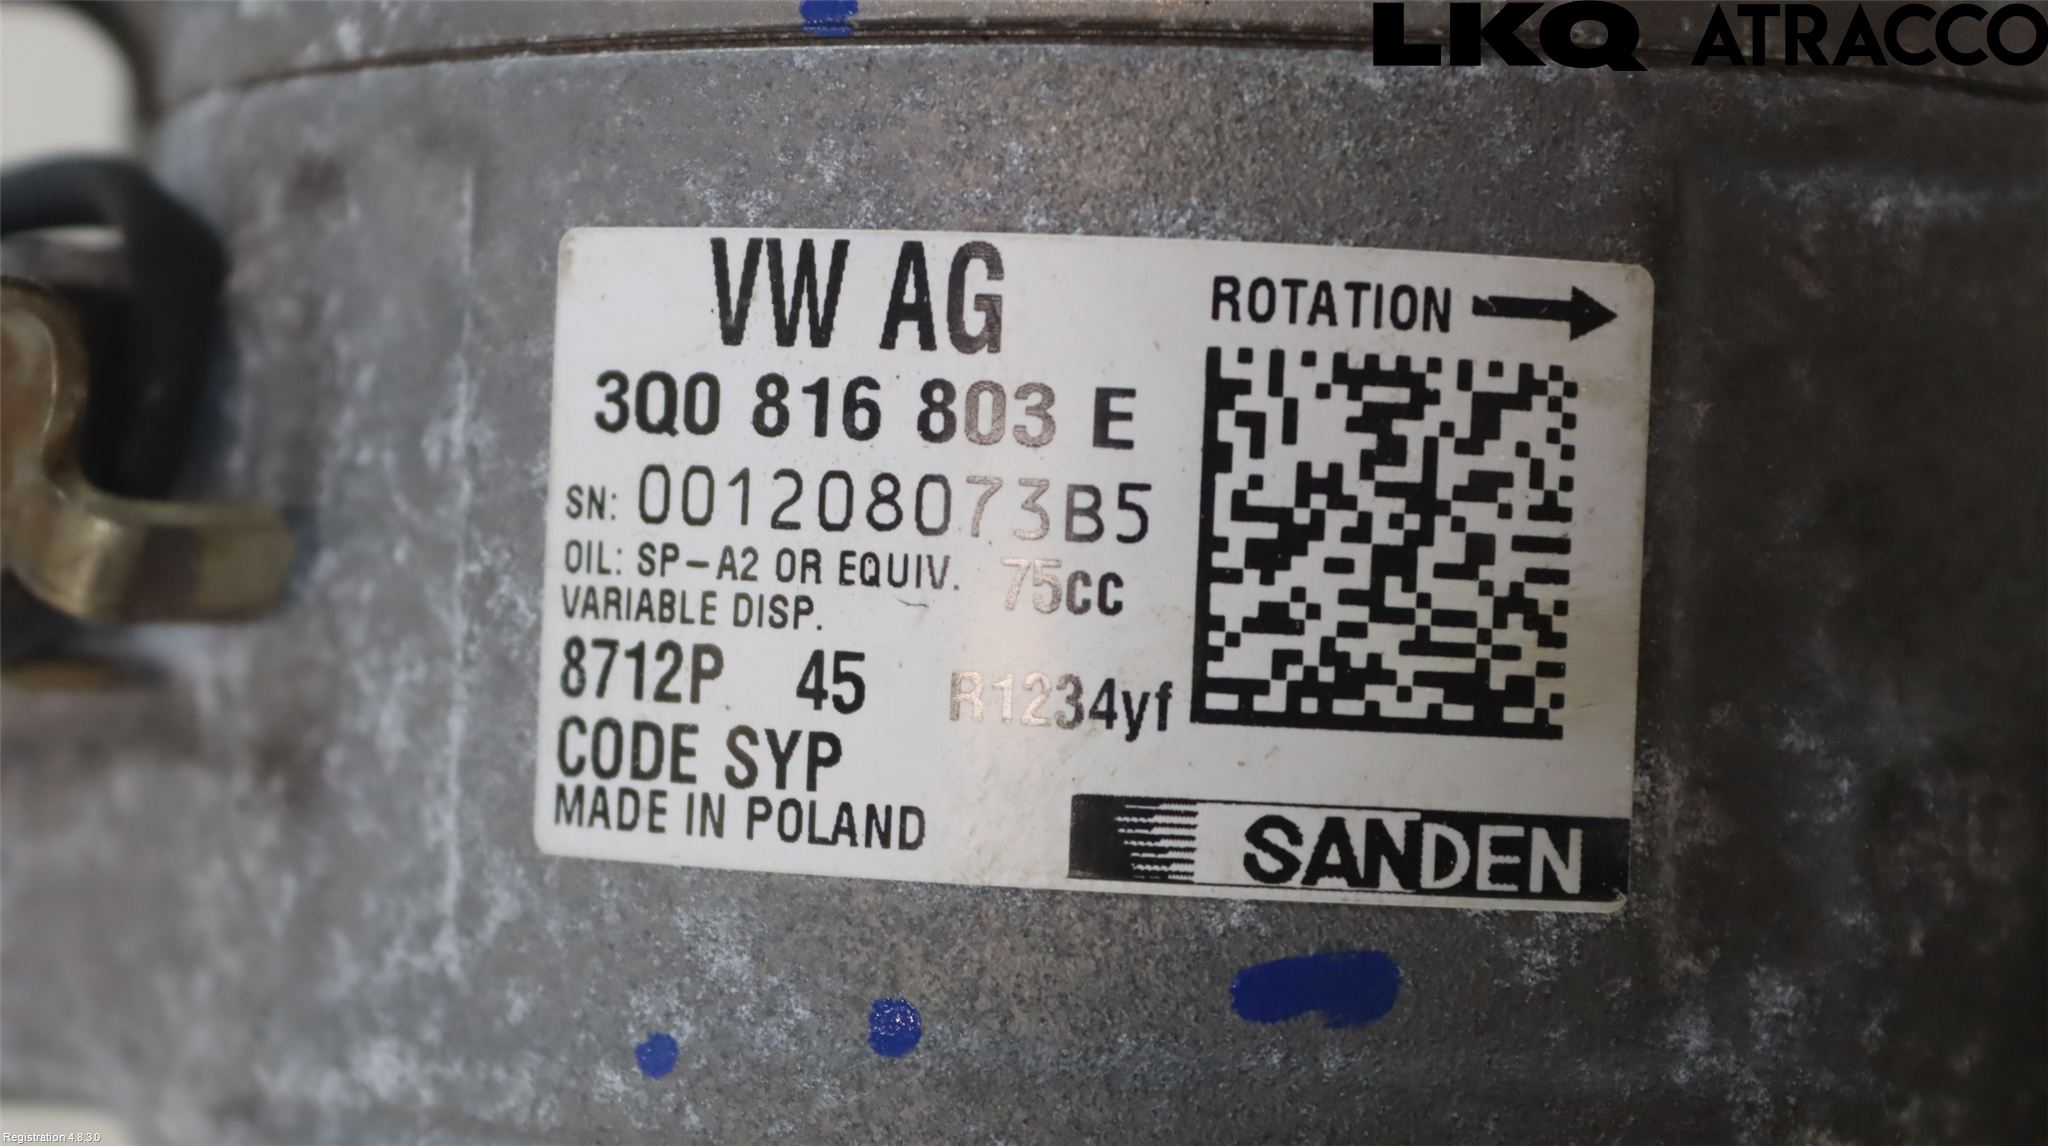 LKQ ATRACCO
VW AG
ROTATION
3Q0 816 803 E
SN: 001208073B5
OIL: SP-A2 OR EQUIV. 75cc
VARIABLE DISP.
8712P 45 R1234yf
CODE SYP
MADE IN POLAND
SANDEN
Registration 4.8.3.0